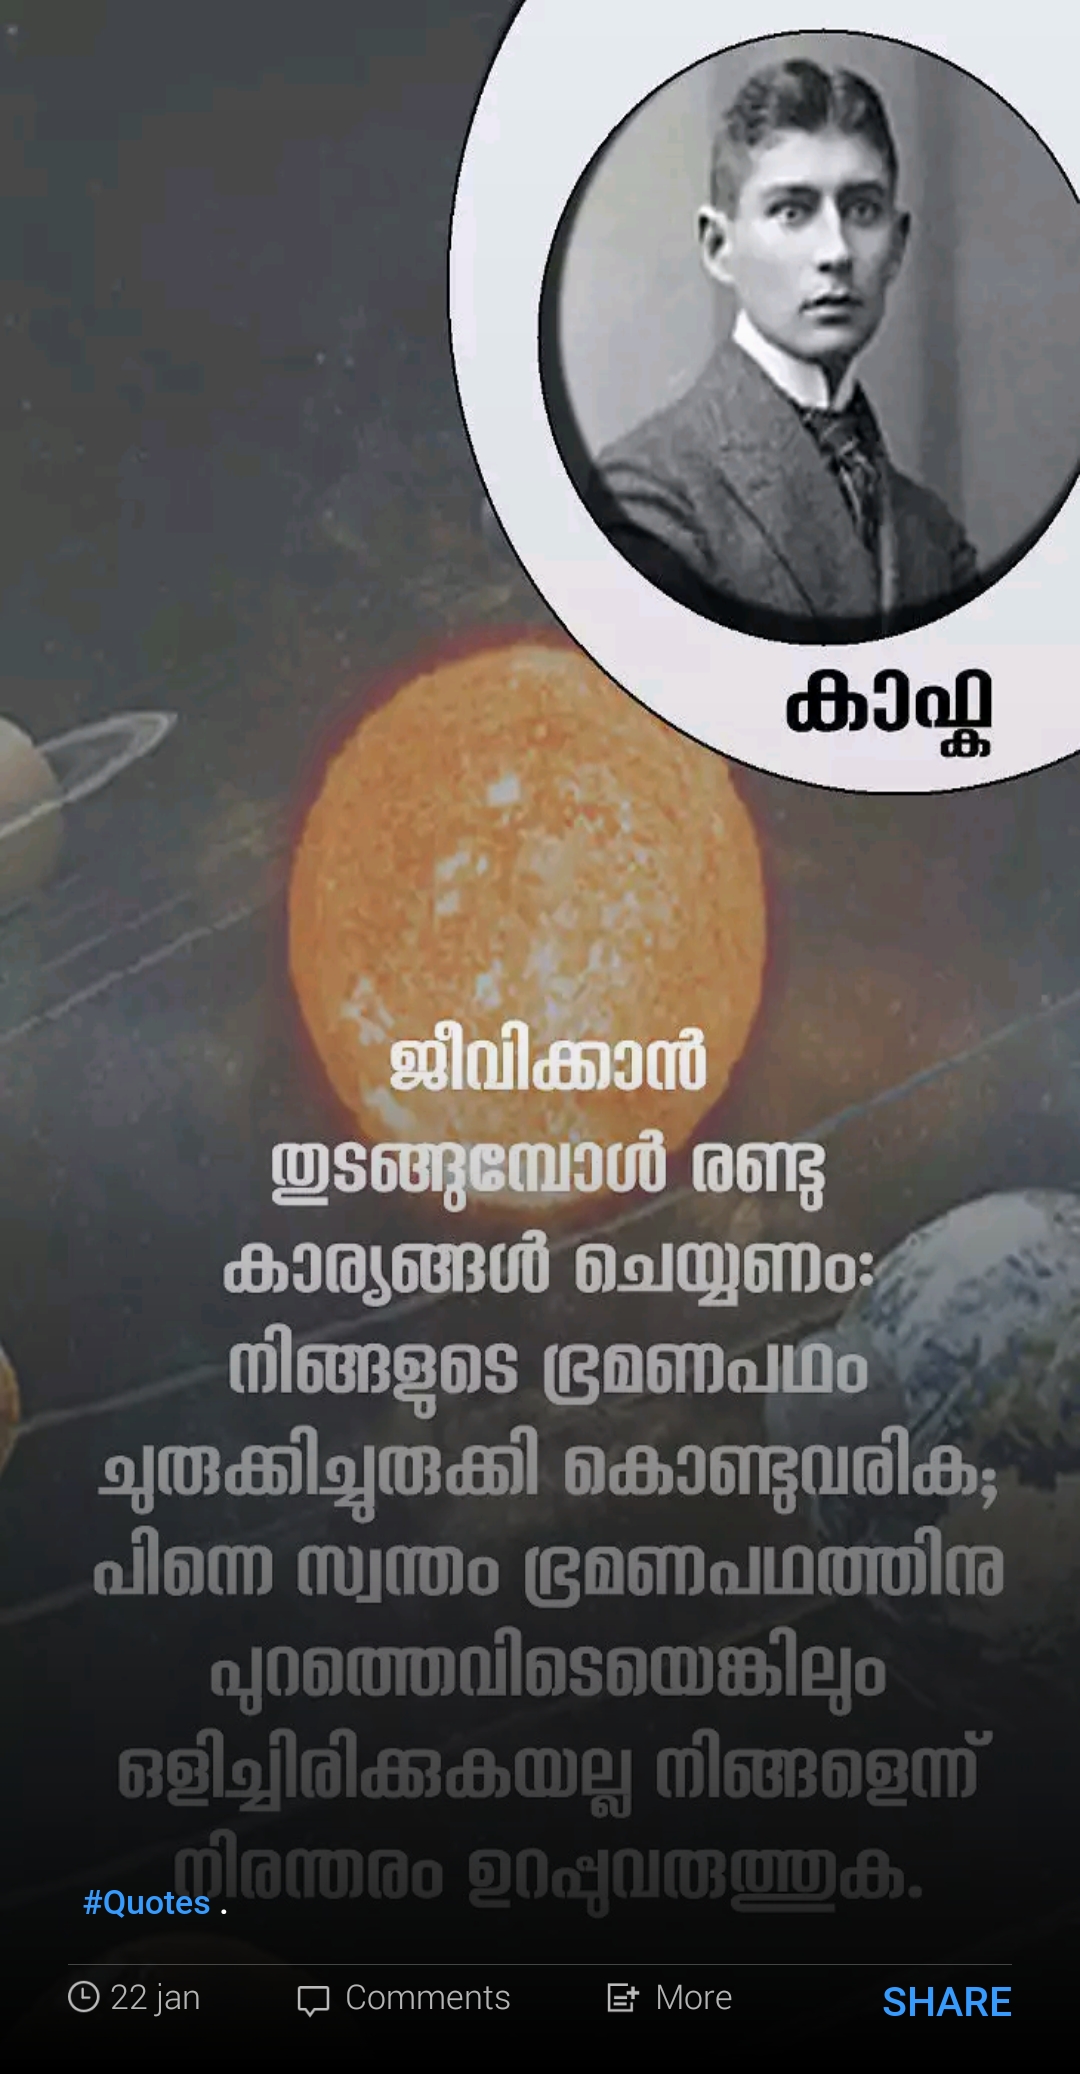 കാഫ്ക
ജീവിക്കാൻ
തുടങ്ങുമ്പോൾ രണ്ടു
കാര്യങ്ങൾ ചെയ്യണം:
നിങ്ങളുടെ ഭ്രമണപഥം
ചുരുക്കിച്ചുരുക്കി കൊണ്ടുവരിക;
പിന്നെ സ്വന്തം ഭ്രമണപഥത്തിനു
പുറത്തെവിടെയെങ്കിലും
ഒളിച്ചിരിക്കുകയല്ല നിങ്ങളെന്ന്
നിരന്തരം ഉറപ്പുവരുത്തുക.
#Quotes .
22 jan Comments More SHARE